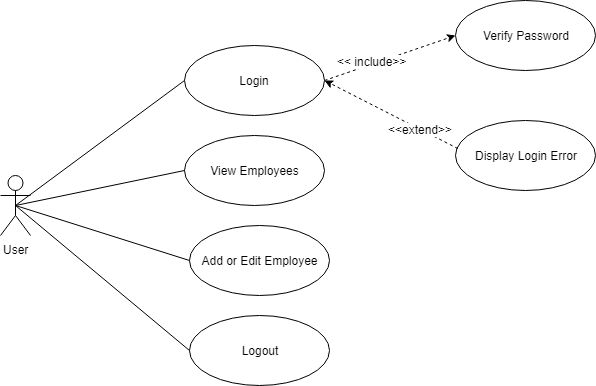 Verify Password
<< include>>
Login
<<extend>>
Display Login Error
View Employees
User
Add or Edit Employee
Logout